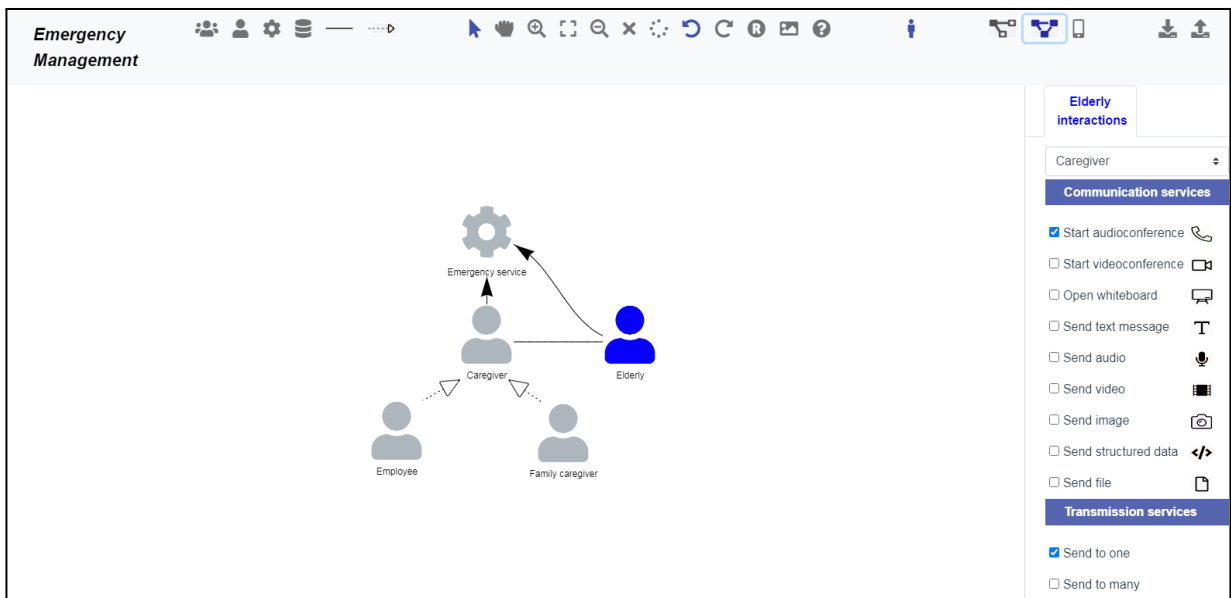 Emergency
Management
Elderly
interactions
Caregiver
Communication services
Start audioconference
Start videoconference
Open whiteboard
Send text message
Send audio
Send video
Send image
Send structured data
Send file
Transmission services
Send to one
Send to many
Emergency service
Caregiver
Elderly
Employee
Family caregiver